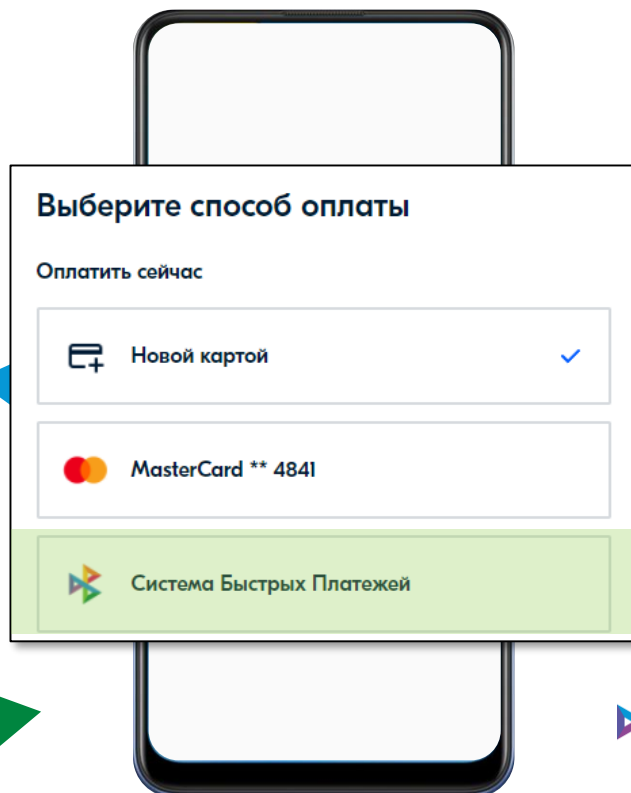 Выберите способ оплаты
Оплатить сейчас
Новой картой
MasterCard ** 4841
Система Быстрых Платежей